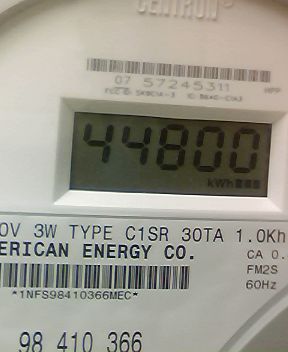 CENTRON®
07 57245311
44800
kWh
0V 3W TYPE C1SR 30TA 1.0Kh
ERICAN ENERGY CO.
CA 0.
FM2S
60Hz
*1NFS98410366MEC*
98 410 366